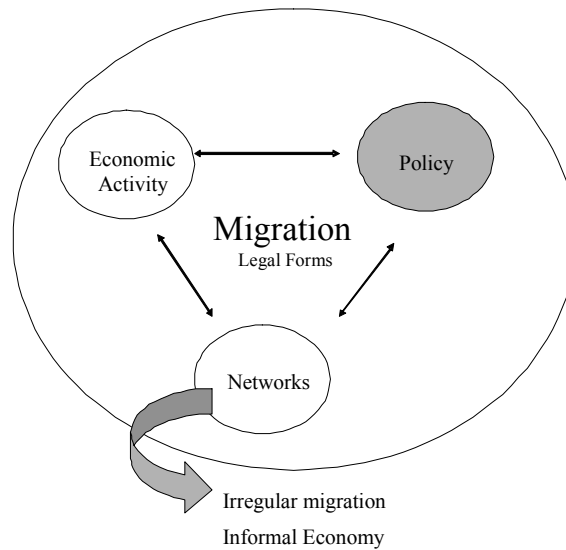 Economic
Activity
Policy
Migration
Legal Forms
Networks
Irregular migration
Informal Economy